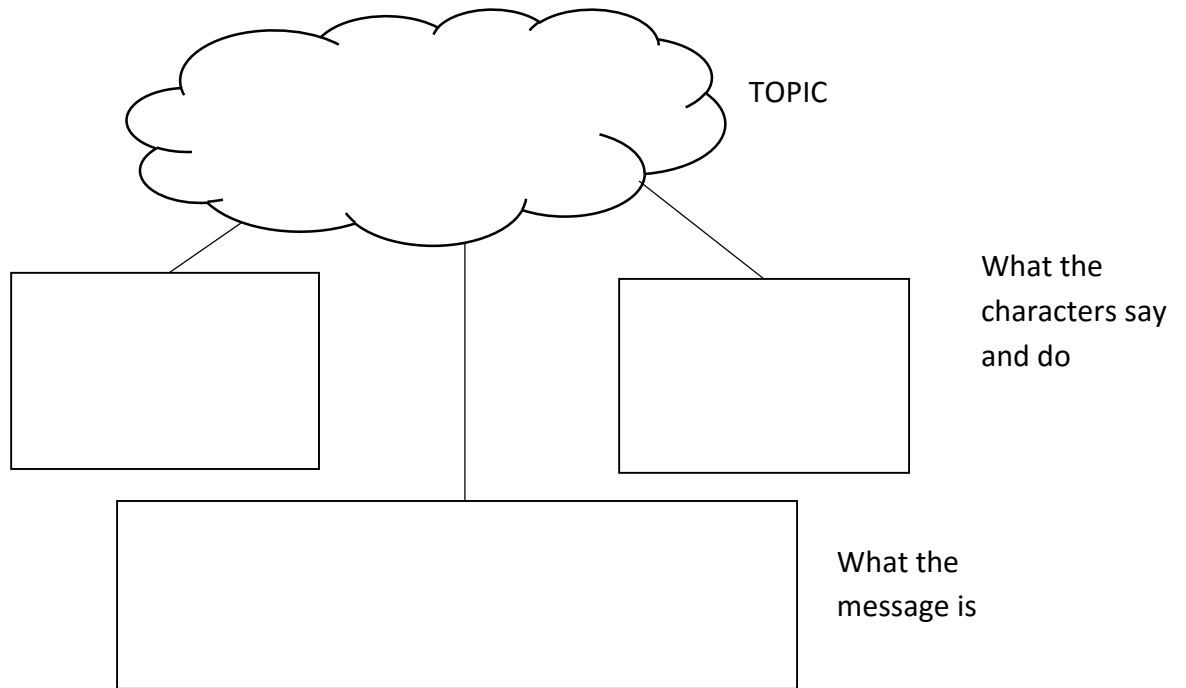 TOPIC
What the
characters say
and do
What the
message is